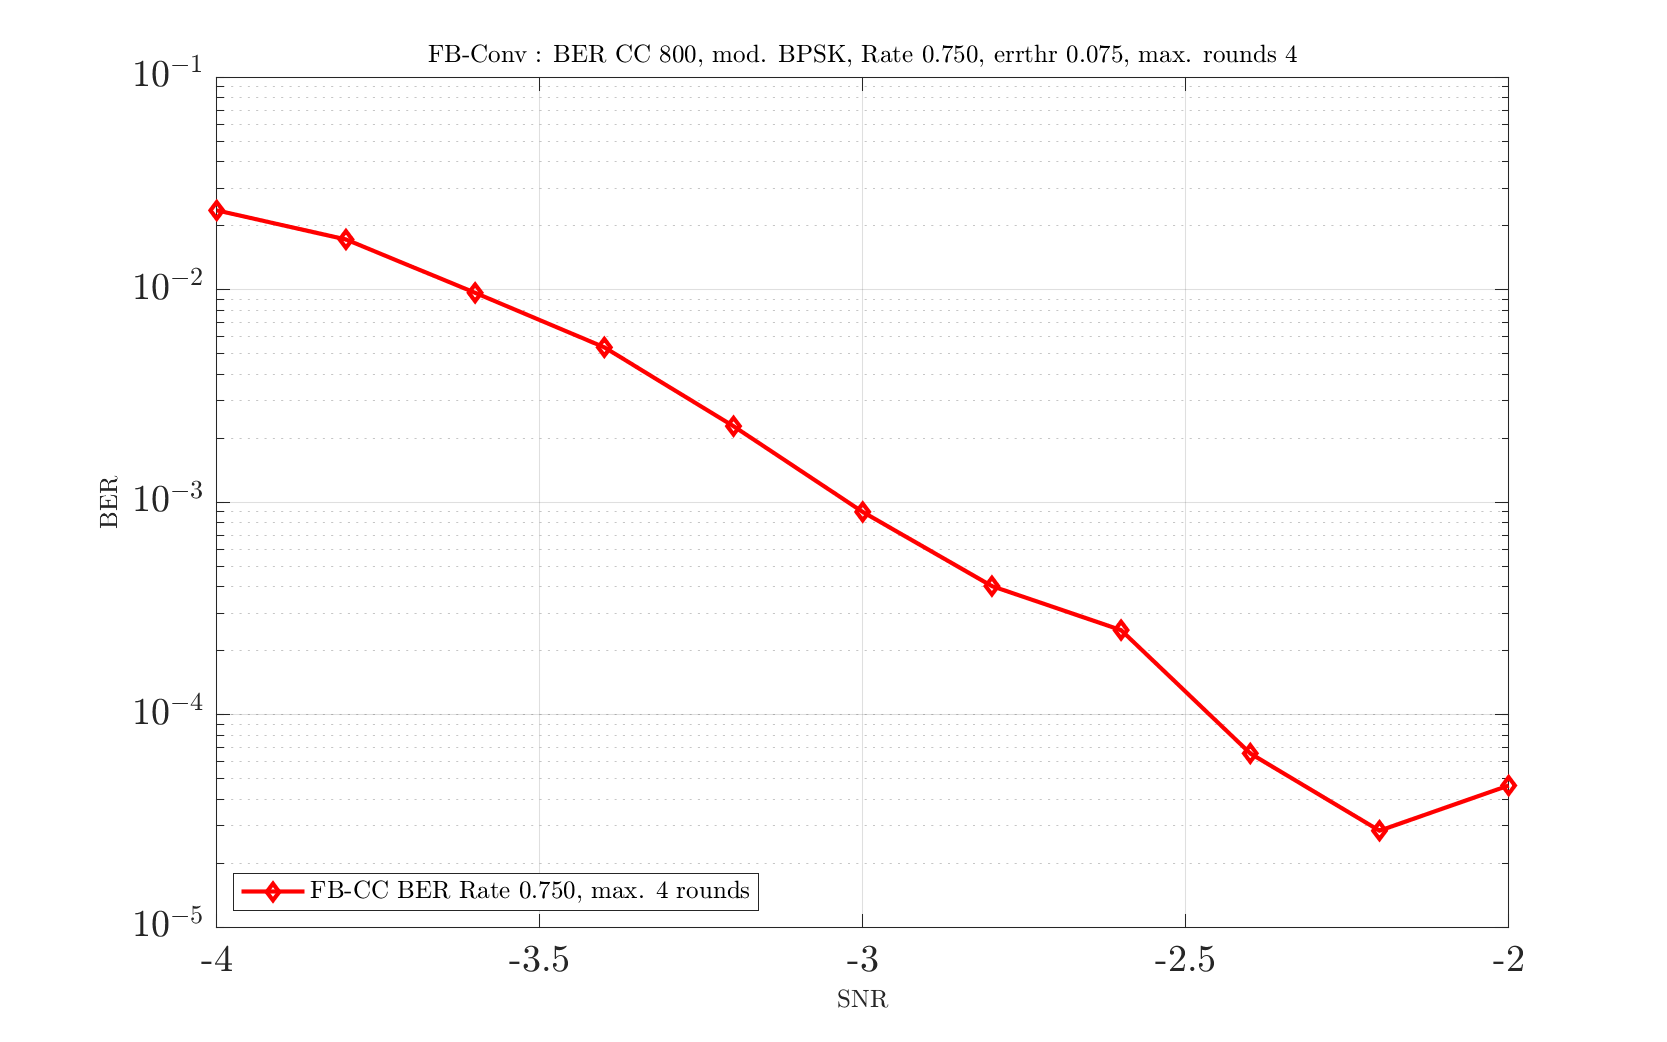 FB-Conv : BER CC 800, mod. BPSK, Rate 0.750, errthr 0.075, max. rounds 4
10⁻¹
10⁻²
10⁻³
10⁻⁴
10⁻⁵
BER
FB-CC BER Rate 0.750, max. 4 rounds
-4 -3.5 -3 -2.5 -2
SNR